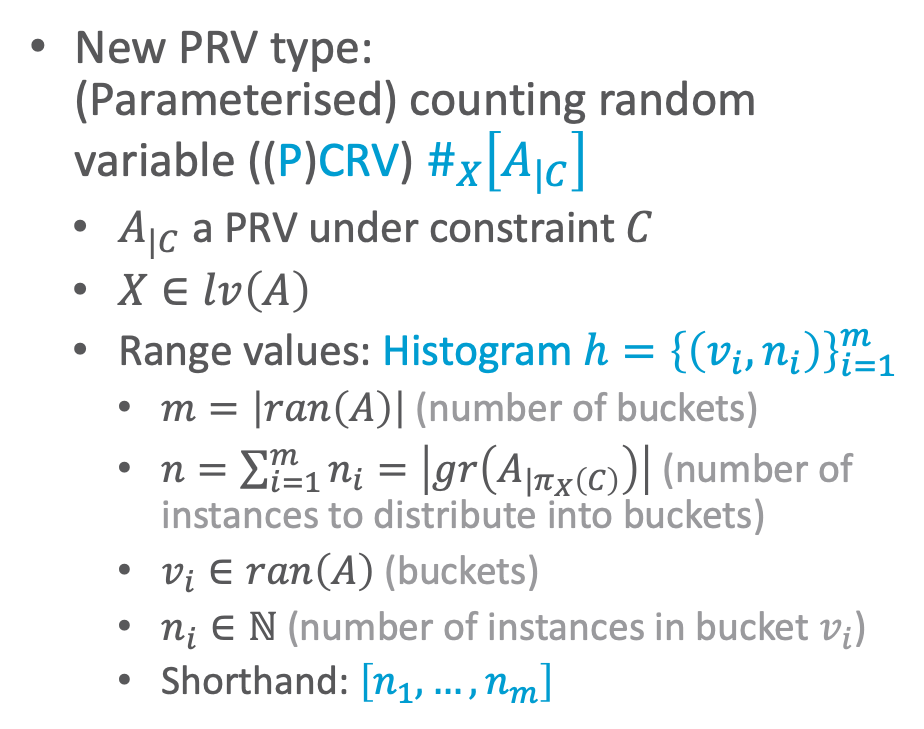 • New PRV type:
(Parameterised) counting random
variable ((P)CRV) #_X[A_{|C}]
• A_{|C} a PRV under constraint C
• X ∈ lv(A)
• Range values: Histogram h = {(v_i, n_i)}_{i=1}^m
• m = |ran(A)| (number of buckets)
• n = ∑_{i=1}^m n_i = |gr(A_{|π_X(C)})| (number of
instances to distribute into buckets)
• v_i ∈ ran(A) (buckets)
• n_i ∈ ℕ (number of instances in bucket v_i)
• Shorthand: [n_1, … , n_m]